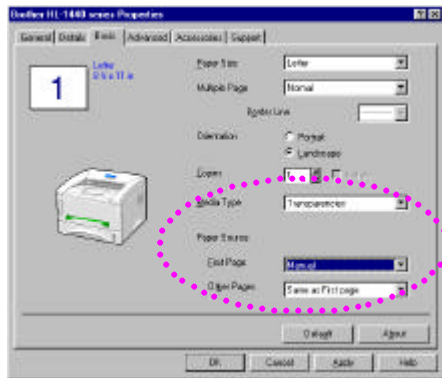 Brother HL-1440 series Properties
General Details Basic Advanced Accessories Support
1
Letter
8 ½ x 11 in
Paper Size Letter
Multiple Page Normal
Border Line
Orientation
Portrait
Landscape
Copies 1
Media Type Transparencies
Paper Source
First Page Manual
Other Pages Same as First page
Default About
OK Cancel Apply Help